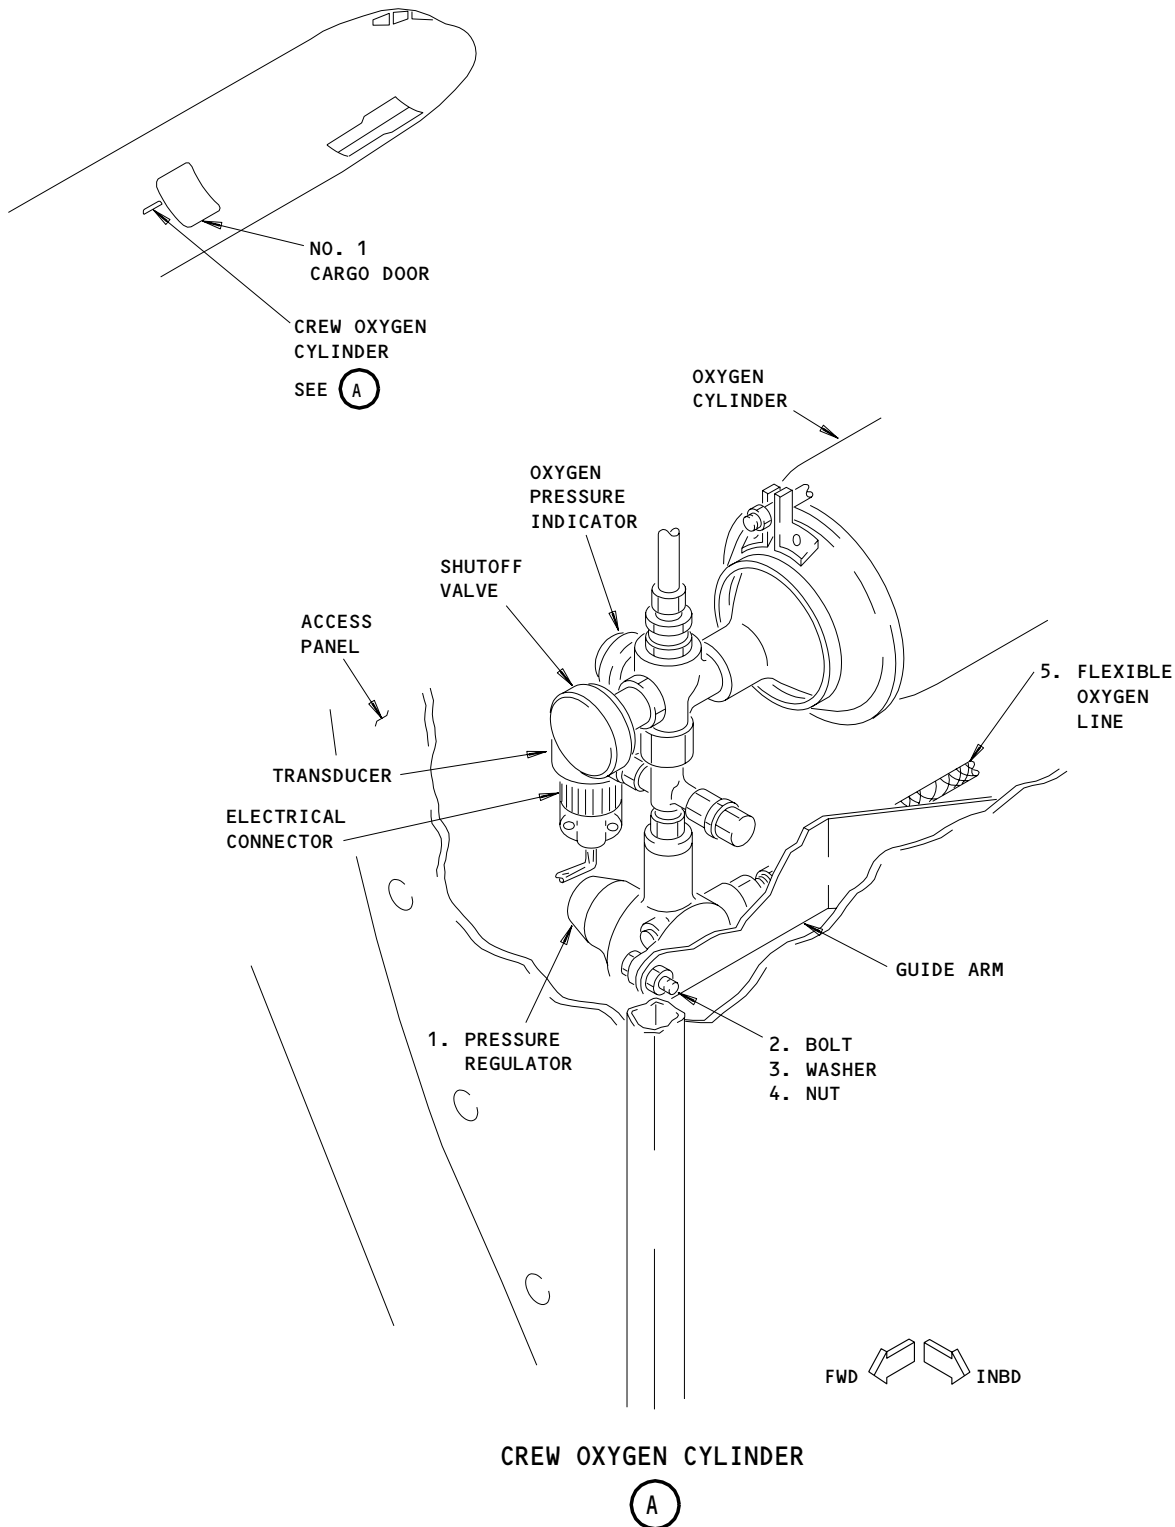 NO. 1
CARGO DOOR
CREW OXYGEN
CYLINDER
SEE A
OXYGEN
CYLINDER
OXYGEN
PRESSURE
INDICATOR
SHUTOFF
VALVE
ACCESS
PANEL
5. FLEXIBLE
OXYGEN
LINE
TRANSDUCER
ELECTRICAL
CONNECTOR
GUIDE ARM
1. PRESSURE
REGULATOR
2. BOLT
3. WASHER
4. NUT
FWD
INBD
CREW OXYGEN CYLINDER
A